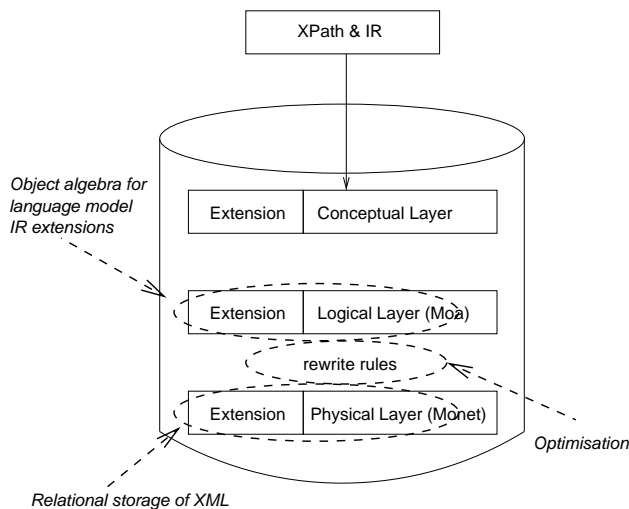 XPath & IR
Object algebra for
language model
IR extensions
Extension
Conceptual Layer
Extension
Logical Layer (Moa)
rewrite rules
Extension
Physical Layer (Monet)
Optimisation
Relational storage of XML